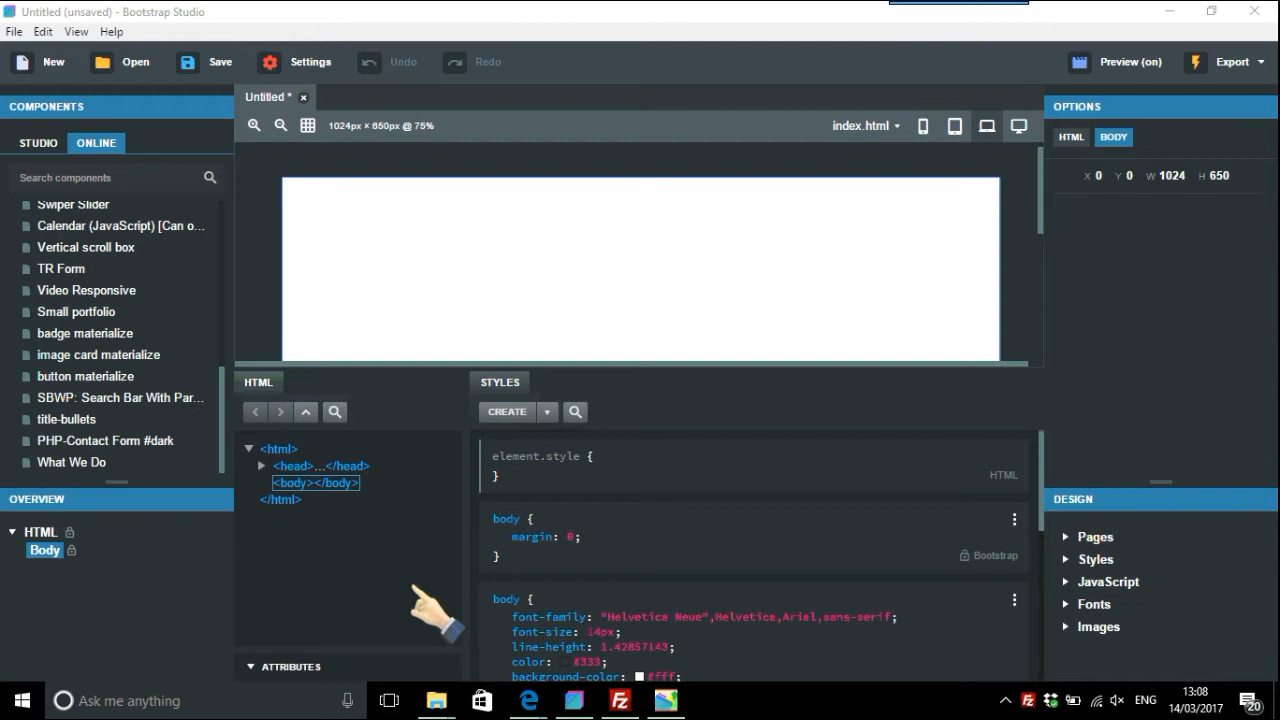 Untitled (unsaved) - Bootstrap Studio
File Edit View Help
New Open Save Settings Undo Redo Preview (on) Export
COMPONENTS
STUDIO ONLINE
Search components
Swiper Slider
Calendar (JavaScript) [Can o...
Vertical scroll box
TR Form
Video Responsive
Small portfolio
badge materialize
image card materialize
button materialize
SBWP: Search Bar With Par...
title-bullets
PHP-Contact Form #dark
What We Do
OVERVIEW
HTML
Body
Untitled *
1024px × 650px @ 75%
index.html
HTML
<html>
<head>...</head>
<body></body>
</html>
ATTRIBUTES
STYLES
CREATE
element.style {
}
HTML
body {
margin: 0;
}
Bootstrap
body {
font-family: "Helvetica Neue",Helvetica,Arial,sans-serif;
font-size: 14px;
line-height: 1.42857143;
color: #333;
background-color: #fff;
OPTIONS
HTML BODY
X 0 Y 0 W 1024 H 650
DESIGN
Pages
Styles
JavaScript
Fonts
Images
Ask me anything
ENG
13:08
14/03/2017
20